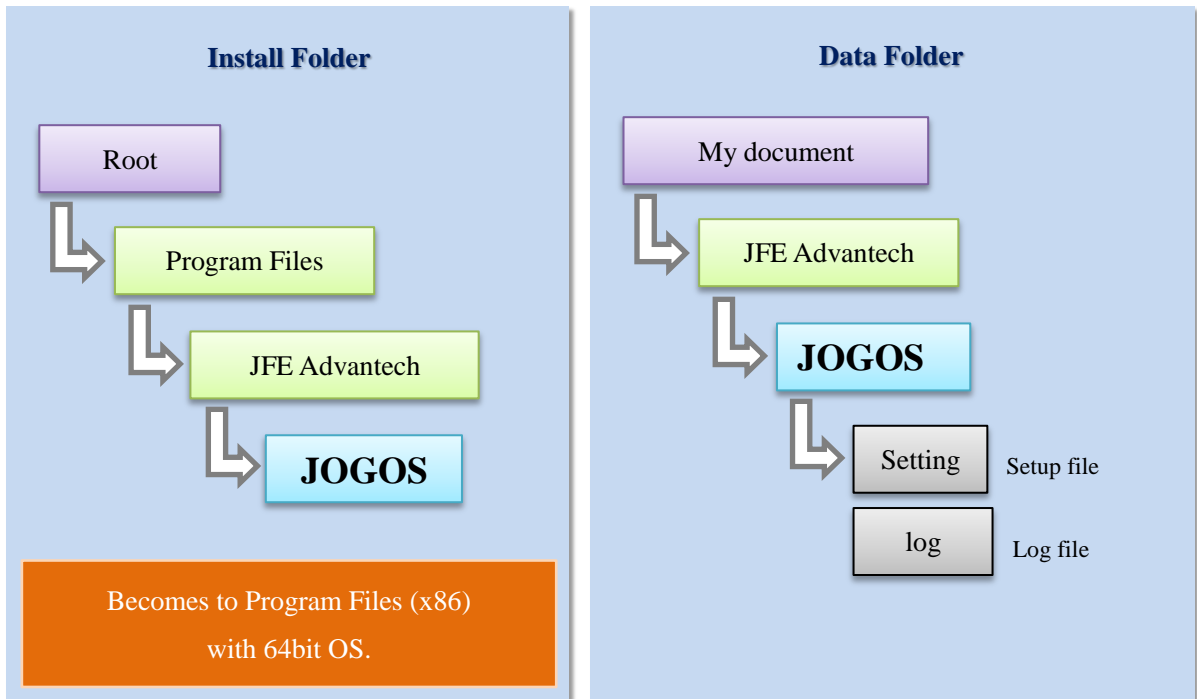 Install Folder
Root
Program Files
JFE Advantech
JOGOS
Becomes to Program Files (x86)
with 64bit OS.
Data Folder
My document
JFE Advantech
JOGOS
Setting
Setup file
log
Log file